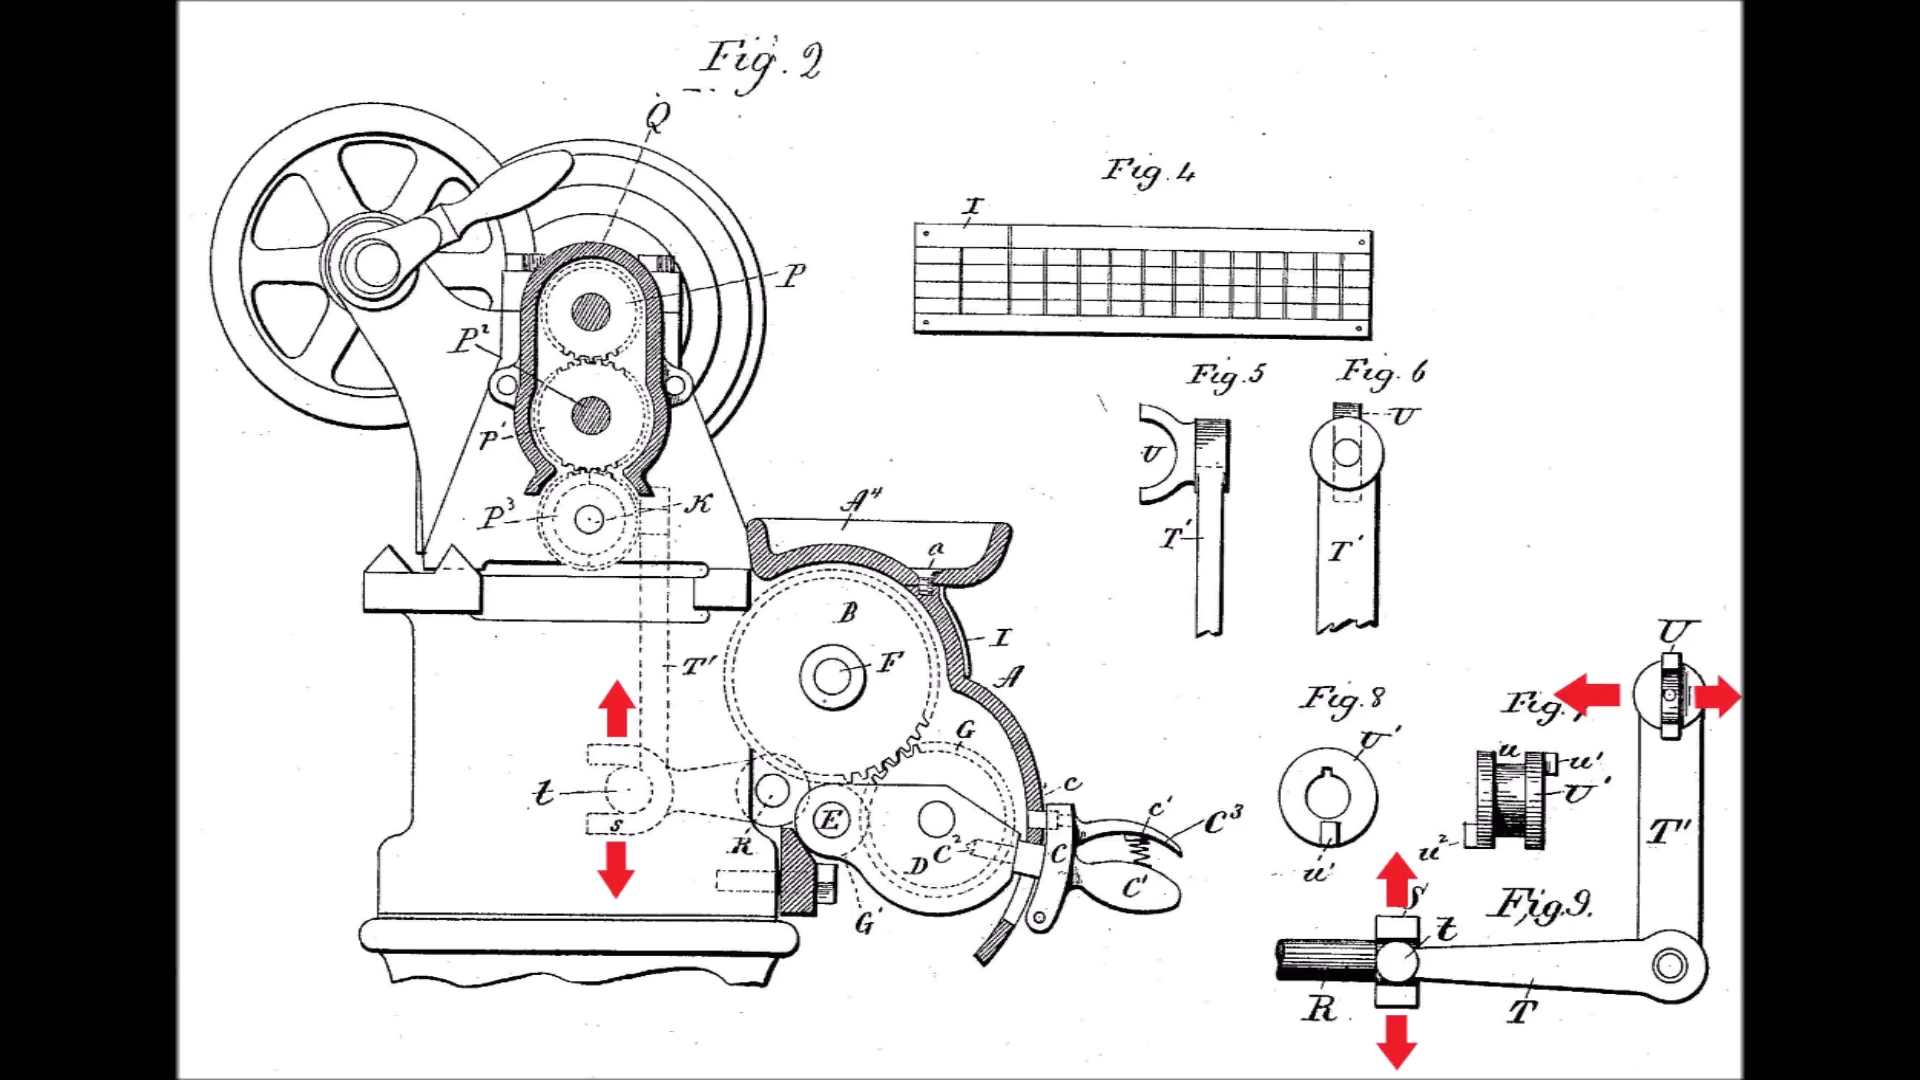 Fig. 2
Q
Fig. 4
I
P
P²
Fig. 5
Fig. 6
U
P'
U
A⁴
P³
K
T'
T'
a
B
I
U
T'
F
A
Fig. 8
Fig. 7
G
U'
u
u'
t
c
c'
C³
U'
s
E
T''
R
C²
C
u²
D
u'
C'
S
Fig. 9.
G'
t
R
T